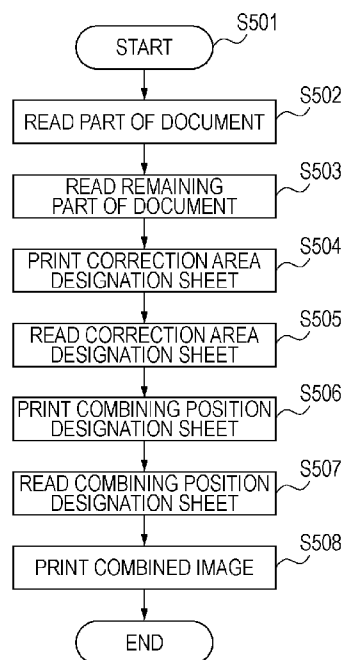 S501
START
S502
READ PART OF DOCUMENT
S503
READ REMAINING
PART OF DOCUMENT
S504
PRINT CORRECTION AREA
DESIGNATION SHEET
S505
READ CORRECTION AREA
DESIGNATION SHEET
S506
PRINT COMBINING POSITION
DESIGNATION SHEET
S507
READ COMBINING POSITION
DESIGNATION SHEET
S508
PRINT COMBINED IMAGE
END